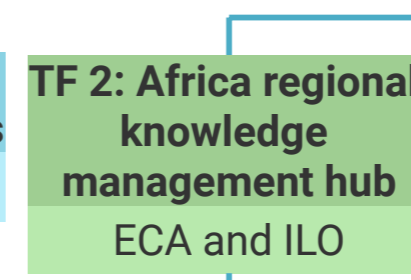 TF 2: Africa regional
knowledge
management hub
ECA and ILO